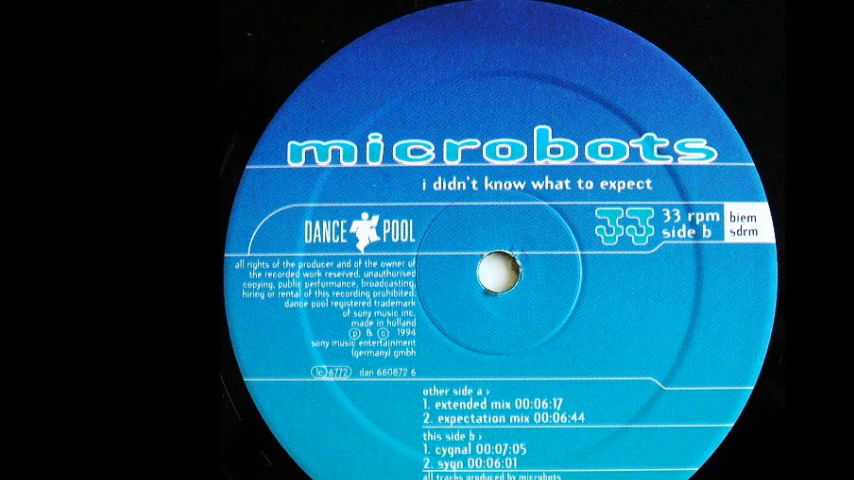 microbots
i didn't know what to expect
DANCE POOL
33 33 rpm
side b
biem
sdrm
all rights of the producer and of the owner of
the recorded work reserved. unauthorised
copying, public performance, broadcasting,
hiring or rental of this recording prohibited.
dance pool registered trademark
of sony music inc.
made in holland
(p) & (c) 1994
sony music entertainment
(germany) gmbh
lc 6772 dan 660872 6
other side a ›
1. extended mix 00:06:17
2. expectation mix 00:06:44
this side b ›
1. cygnal 00:07:05
2. sygn 00:06:01
all tracks produced by microbots